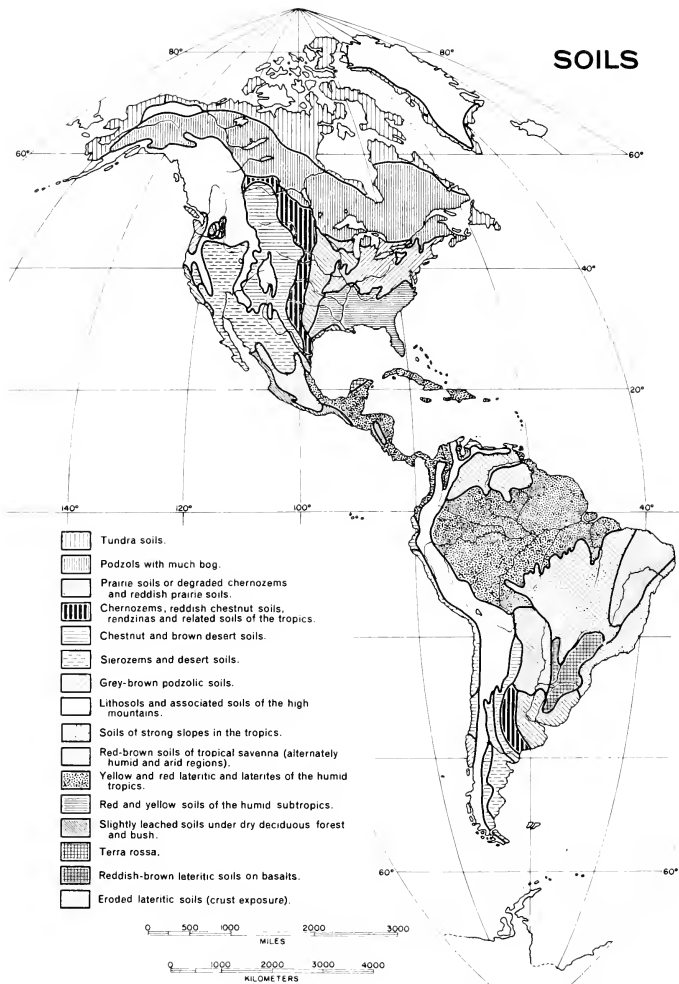 SOILS
80°
80°
60°
60°
40°
20°
140°
120°
100°
40°
Tundra soils.
Podzols with much bog.
Prairie soils or degraded chernozems
and reddish prairie soils.
Chernozems, reddish chestnut soils,
rendzinas and related soils of the tropics.
Chestnut and brown desert soils.
Sierozems and desert soils.
Grey-brown podzolic soils.
Lithosols and associated soils of the high
mountains.
Soils of strong slopes in the tropics.
Red-brown soils of tropical savenna (alternately
humid and arid regions).
Yellow and red lateritic and laterites of the humid
tropics.
Red and yellow soils of the humid subtropics.
Slightly leached soils under dry deciduous forest
and bush.
Terra rossa.
Reddish-brown lateritic soils on basalts.
Eroded lateritic soils (crust exposure).
60°
60°
0 500 1000 2000 3000
MILES
0 1000 2000 3000 4000
KILOMETERS